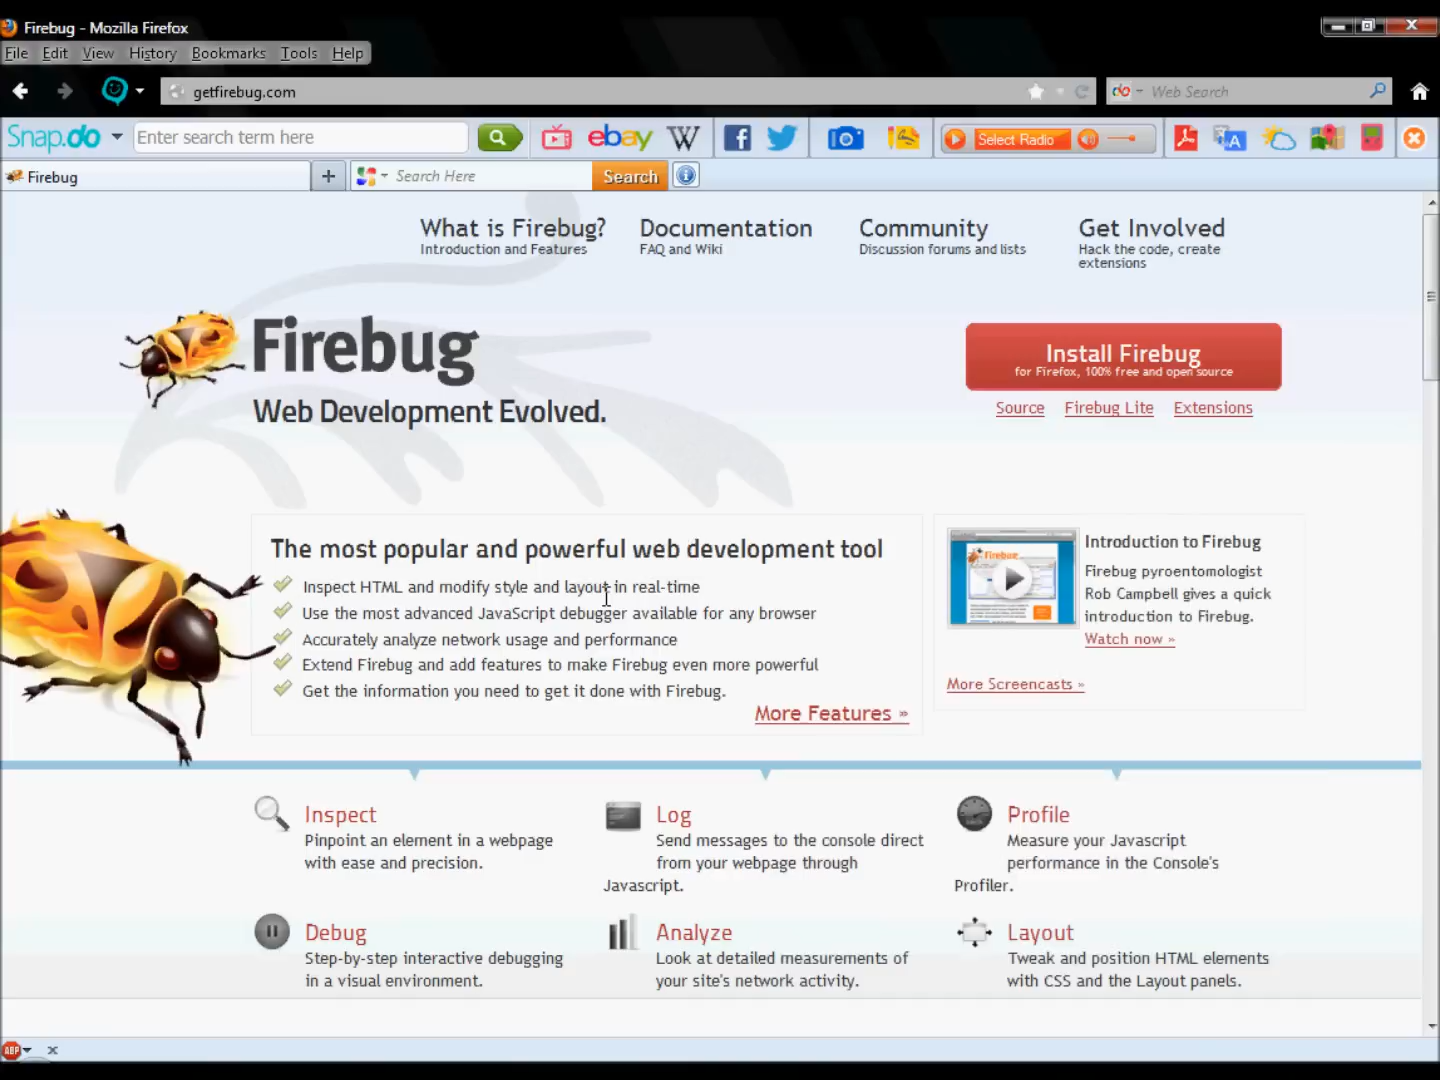 Firebug - Mozilla Firefox
File Edit View History Bookmarks Tools Help
getfirebug.com
do Web Search
Snap.do Enter search term here ebay W Select Radio
Firebug + Search Here Search
What is Firebug? Documentation Community Get Involved
Introduction and Features FAQ and Wiki Discussion forums and lists Hack the code, create
extensions
Firebug
Web Development Evolved.
Install Firebug
for Firefox, 100% free and open source
Source Firebug Lite Extensions
The most popular and powerful web development tool
Inspect HTML and modify style and layout in real-time
Use the most advanced JavaScript debugger available for any browser
Accurately analyze network usage and performance
Extend Firebug and add features to make Firebug even more powerful
Get the information you need to get it done with Firebug.
More Features »
Introduction to Firebug
Firebug pyroentomologist
Rob Campbell gives a quick
introduction to Firebug.
Watch now »
More Screencasts »
Inspect
Pinpoint an element in a webpage
with ease and precision.
Log
Send messages to the console direct
from your webpage through
Javascript.
Profile
Measure your Javascript
performance in the Console's
Profiler.
Debug
Step-by-step interactive debugging
in a visual environment.
Analyze
Look at detailed measurements of
your site's network activity.
Layout
Tweak and position HTML elements
with CSS and the Layout panels.
ABP x